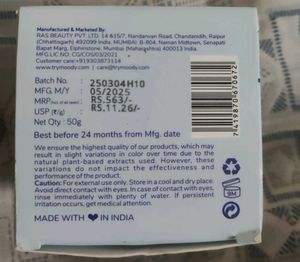 Manufactured & Marketed By:
RAS BEAUTY PVT. LTD. 14 &15/7, Nandanvan Road, Chandanidih, Raipur
(Chhattisgarh) 492099 India. MUMBAI: B-804, Naman Midtown, Senapati
Bapat Marg, Elphinstone, Mumbai (Maharashtra) 400013 India
MFG.LIC NO: CG/COS/03/2021
Customer care: +919303873114
care@trymoody.com | www.trymoody.com
Batch No. : 250304H10
MFG. M/Y : 05/2025
MRP(Incl. of all taxes) : RS.563/-
USP (₹/g) : RS.11.26/-
Net Qty. : 50g
Best before 24 months from Mfg. date
We ensure the highest quality of our products, which may
result in slight variations in color over time due to the
natural plant-based extracts used. However, these
variations do not impact the effectiveness and
performance of the product.
Caution: For external use only. Store in a cool and dry place.
Avoid direct contact with eyes. In case of contact with eyes,
rinse immediately with plenty of water. If persistent
irritation occurs, get medical attention.
MADE WITH ♥ IN INDIA
12M